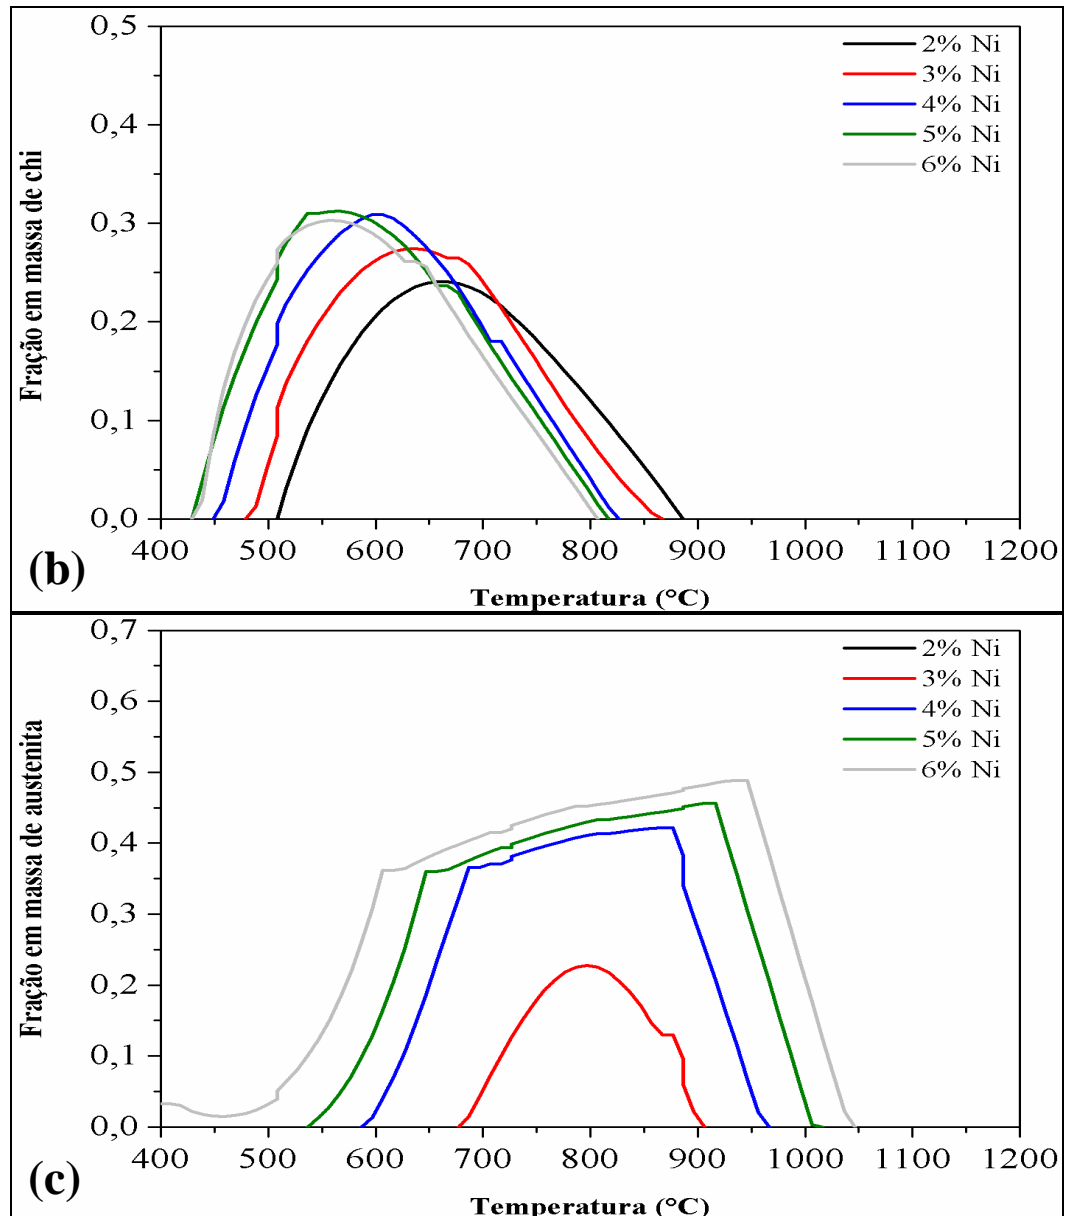 0,5
0,4
0,3
0,2
0,1
0,0
Fração em massa de chi
2% Ni
3% Ni
4% Ni
5% Ni
6% Ni
400 500 600 700 800 900 1000 1100 1200
Temperatura (°C)
(b)
0,7
0,6
0,5
0,4
0,3
0,2
0,1
0,0
Fração em massa de austenita
2% Ni
3% Ni
4% Ni
5% Ni
6% Ni
400 500 600 700 800 900 1000 1100 1200
Temperatura (°C)
(c)